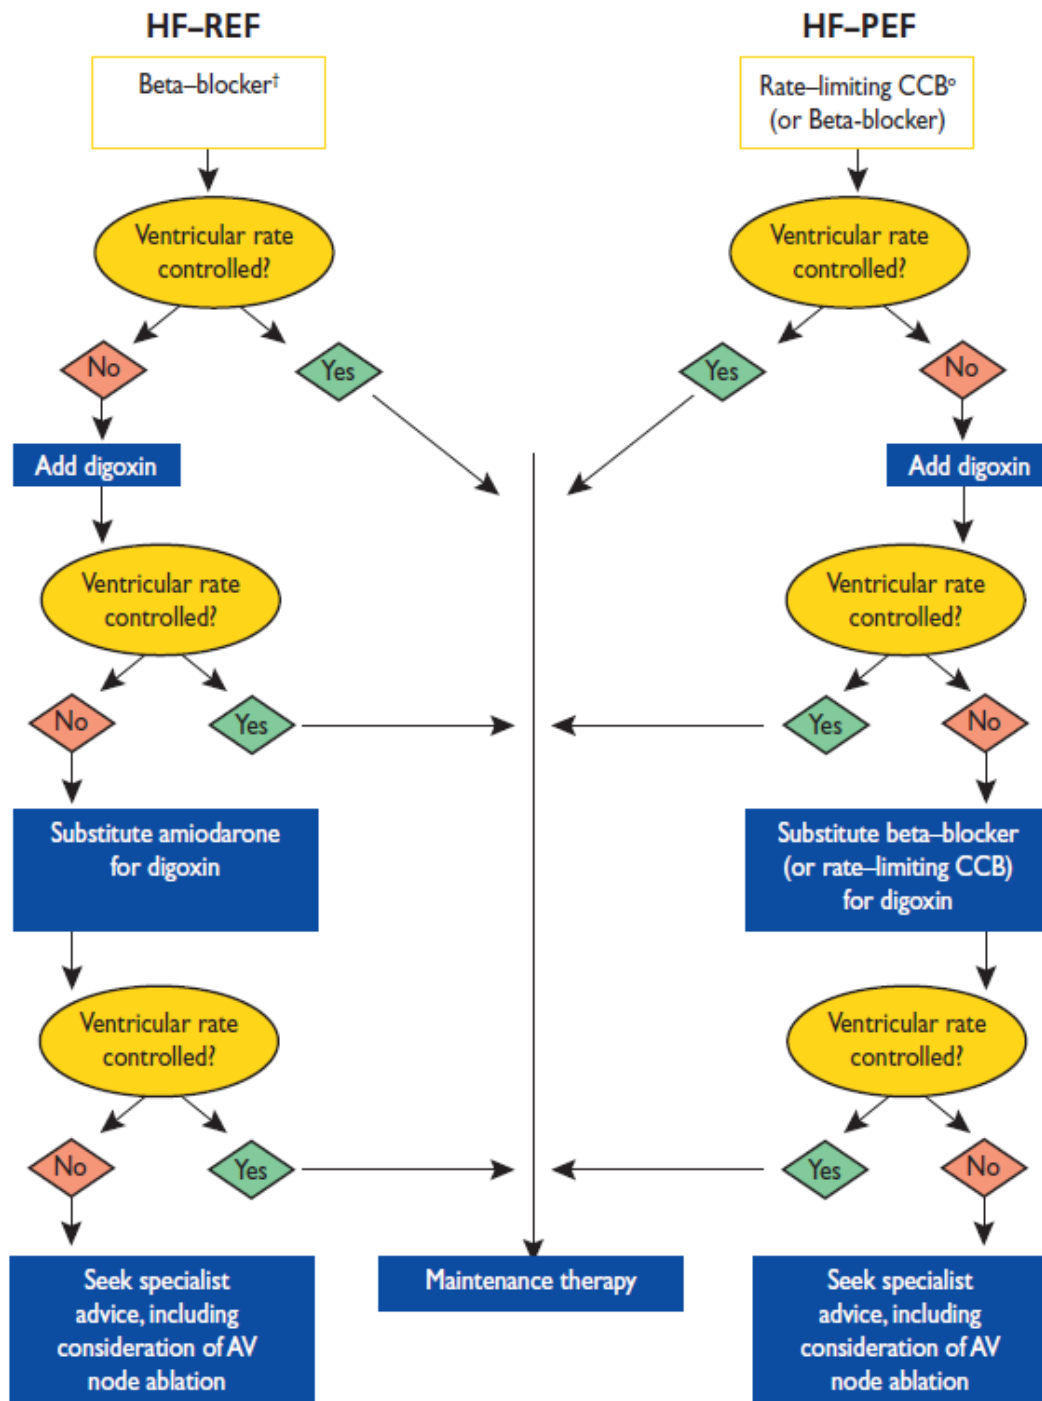 HF–REF
HF–PEF
Beta–blocker†
Rate–limiting CCBº
(or Beta-blocker)
Ventricular rate
controlled?
Ventricular rate
controlled?
No
Yes
Yes
No
Add digoxin
Add digoxin
Ventricular rate
controlled?
Ventricular rate
controlled?
No
Yes
Yes
No
Substitute amiodarone
for digoxin
Substitute beta–blocker
(or rate–limiting CCB)
for digoxin
Ventricular rate
controlled?
Ventricular rate
controlled?
No
Yes
Yes
No
Seek specialist
advice, including
consideration of AV
node ablation
Maintenance therapy
Seek specialist
advice, including
consideration of AV
node ablation